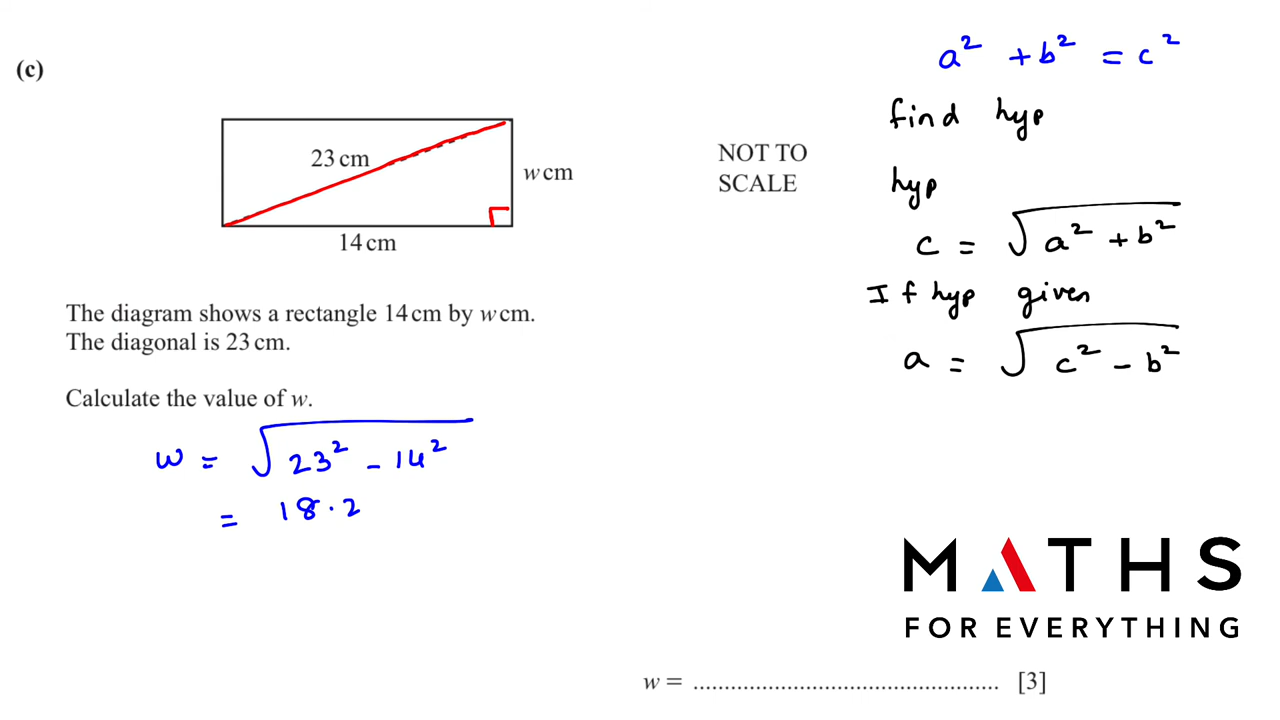 (c)
23 cm
w cm
14 cm
NOT TO
SCALE
The diagram shows a rectangle 14 cm by w cm.
The diagonal is 23 cm.
Calculate the value of w.
w = √23² - 14²
= 18.2
a² + b² = c²
find hyp
hyp
c = √a² + b²
If hyp given
a = √c² - b²
MATHS
FOR EVERYTHING
w = .................................................. [3]